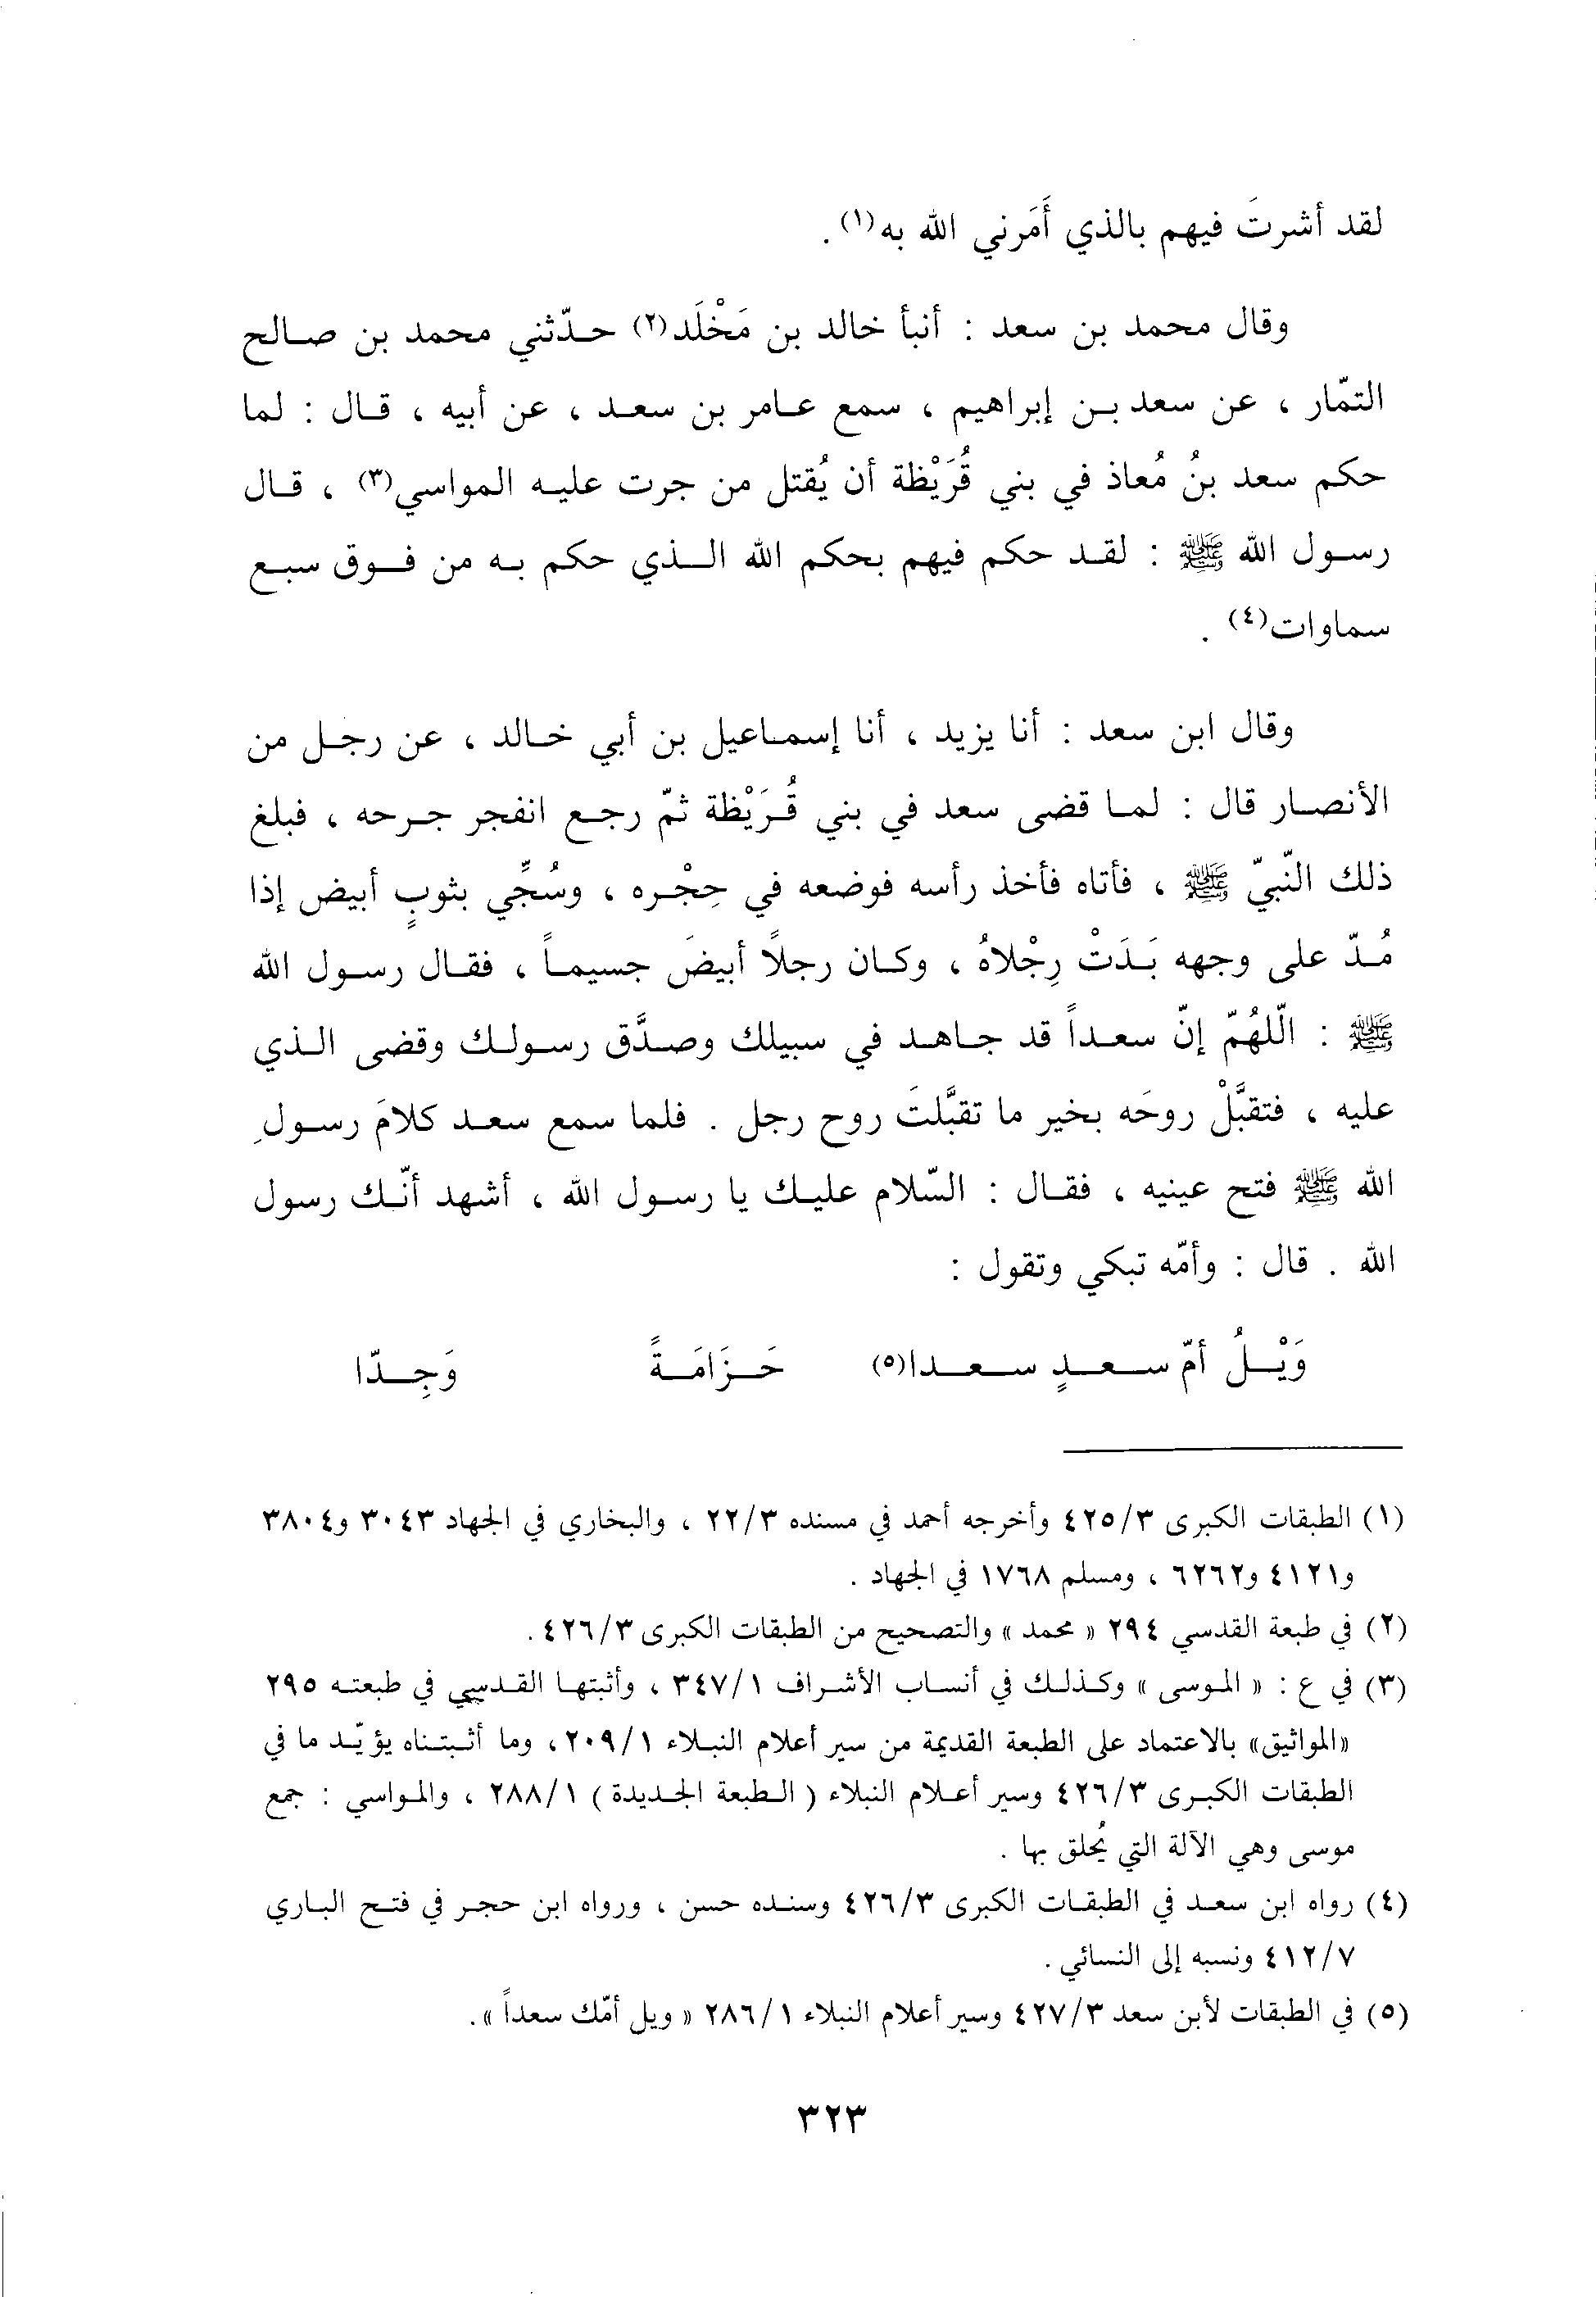 لقد أشرتَ فيهم بالذي أَمَرني الله به(١) .
وقال محمد بن سعد : أنبأ خالد بن مَخْلَد(٢) حدّثني محمد بن صالح
التمّار ، عن سعد بن إبراهيم ، سمع عامر بن سعد ، عن أبيه ، قال : لما
حكم سعد بنُ مُعاذ في بني قُرَيْظة أن يُقتل من جرت عليه المواسي(٣) ، قال
رسول الله ﷺ : لقد حكم فيهم بحكم الله الذي حكم به من فوق سبع
سماوات(٤) .
وقال ابن سعد : أنا يزيد ، أنا إسماعيل بن أبي خالد ، عن رجل من
الأنصار قال : لما قضى سعد في بني قُرَيْظة ثمّ رجع انفجر جرحه ، فبلغ
ذلك النّبيّ ﷺ ، فأتاه فأخذ رأسه فوضعه في حِجْره ، وسُجِّي بثوبٍ أبيض إذا
مُدّ على وجهه بَدَتْ رِجْلاهُ ، وكان رجلًا أبيضَ جسيماً ، فقال رسول الله
ﷺ : الّلهُمّ إنّ سعداً قد جاهد في سبيلك وصدَّق رسولك وقضى الذي
عليه ، فتقبَّلْ روحَه بخير ما تقبَّلتَ روح رجل . فلما سمع سعد كلامَ رسولِ
الله ﷺ فتح عينيه ، فقال : السّلام عليك يا رسول الله ، أشهد أنّك رسول
الله . قال : وأمّه تبكي وتقول :
وَيْلُ أمّ سعدٍ سعدا(٥) حَزَامَةً وَجِدّا
(١) الطبقات الكبرى ٤٢٥/٣ وأخرجه أحمد في مسنده ٢٢/٣ ، والبخاري في الجهاد ٣٠٤٣ و٣٨٠٤
و٤١٢١ و٦٢٦٢ ، ومسلم ١٧٦٨ في الجهاد .
(٢) في طبعة القدسي ٢٩٤ « محمد » والتصحيح من الطبقات الكبرى ٤٢٦/٣ .
(٣) في ع : « الموسى » وكذلك في أنساب الأشراف ٣٤٧/١ ، وأثبتها القدسي في طبعته ٢٩٥
«المواثيق» بالاعتماد على الطبعة القديمة من سير أعلام النبلاء ٢٠٩/١ ، وما أثبتناه يؤيّد ما في
الطبقات الكبرى ٤٢٦/٣ وسير أعلام النبلاء ( الطبعة الجديدة ) ٢٨٨/١ ، والمواسي : جمع
موسى وهي الآلة التي يُحلق بها .
(٤) رواه ابن سعد في الطبقات الكبرى ٤٢٦/٣ وسنده حسن ، ورواه ابن حجر في فتح الباري
٤١٢/٧ ونسبه إلى النسائي .
(٥) في الطبقات لأبن سعد ٤٢٧/٣ وسير أعلام النبلاء ٢٨٦/١ « ويل أمّك سعداً » .
٣٢٣